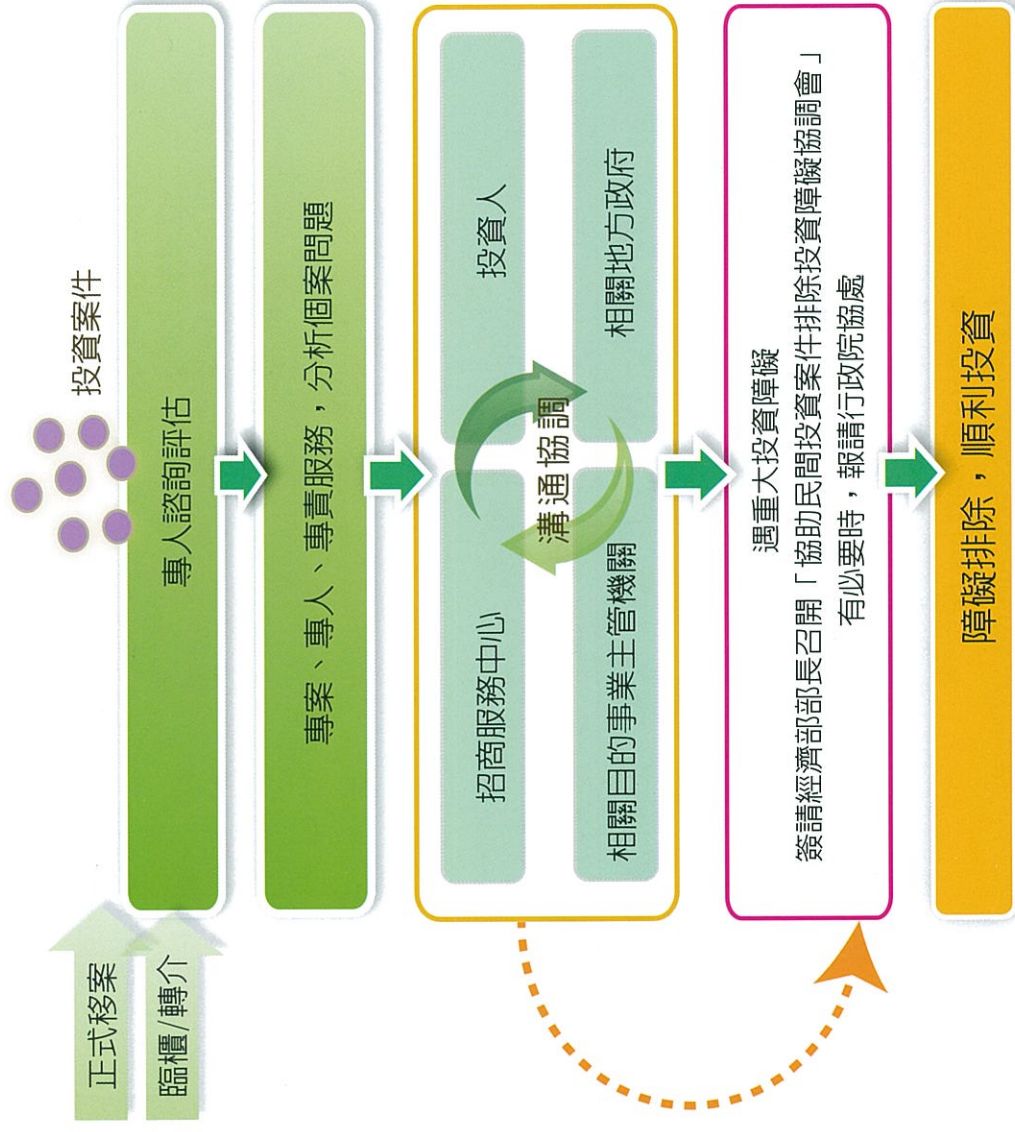 投資案件
正式移案
臨櫃/轉介
專人諮詢評估
專案、專人、專責服務，分析個案問題
招商服務中心
投資人
溝通協調
相關目的事業主管機關
相關地方政府
遇重大投資障礙
簽請經濟部部長召開「協助民間投資案件排除投資障礙協調會」
有必要時，報請行政院協處
障礙排除，順利投資